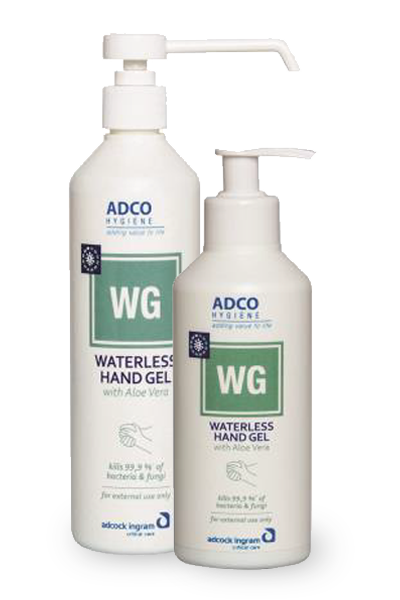 ADCO
HYGIENE
adding value to life
WG
WATERLESS
HAND GEL
with Aloe Vera
kills 99,9 %* of
bacteria & fungi
for external use only
adcock ingram
critical care
ADCO
HYGIENE
adding value to life
WG
WATERLESS
HAND GEL
with Aloe Vera
kills 99,9 %* of
bacteria & fungi
for external use only
adcock ingram
critical care